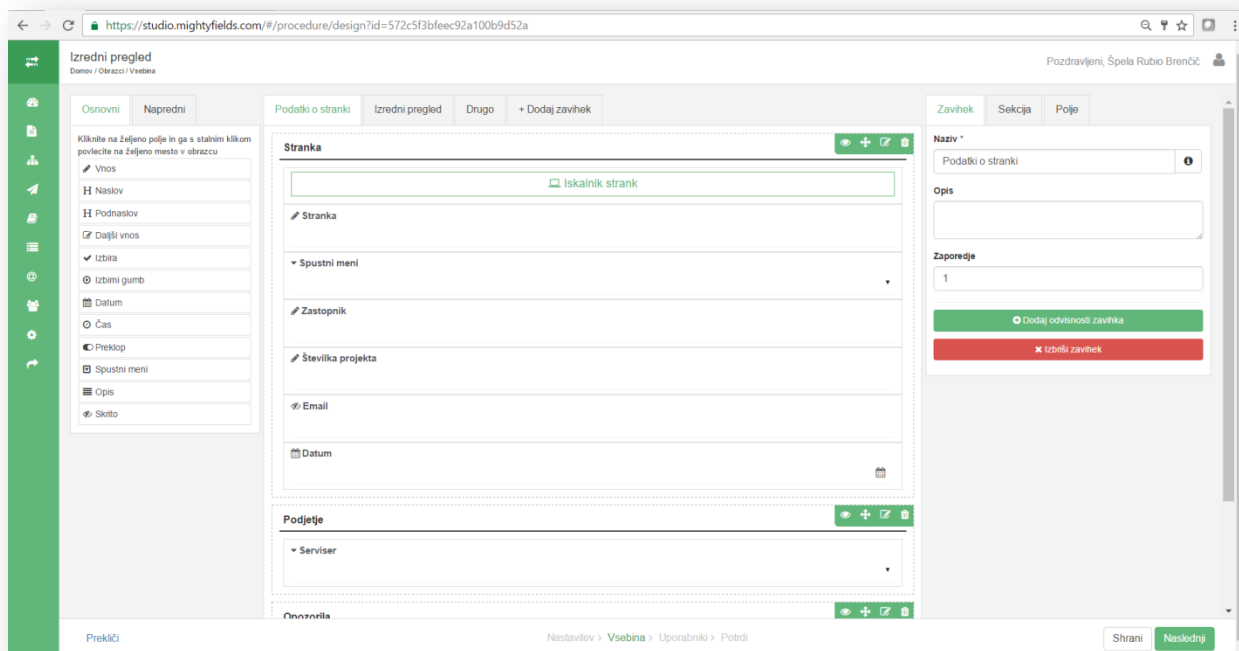 https://studio.mightyfields.com/#/procedure/design?id=572c5f3bfeec92a100b9d52a
Izredni pregled
Domov / Obrazci / Vsebina
Pozdravljeni, Špela Rubio Brenčič
Osnovni Napredni
Kliknite na željeno polje in ga s stalnim klikom
povlecite na željeno mesto v obrazcu
Vnos
H Naslov
H Podnaslov
Daljši vnos
Izbira
Izbirni gumb
Datum
Čas
Preklop
Spustni meni
Opis
Skrito
Podatki o stranki Izredni pregled Drugo + Dodaj zavihek
Stranka
Iskalnik strank
Stranka
Spustni meni
Zastopnik
Številka projekta
Email
Datum
Podjetje
Serviser
Opozorila
Zavihek Sekcija Polje
Naziv *
Podatki o stranki
Opis
Zaporedje
1
Dodaj odvisnosti zavihka
Izbriši zavihek
Prekliči
Nastavitev > Vsebina > Uporabniki > Potrdi
Shrani Naslednji